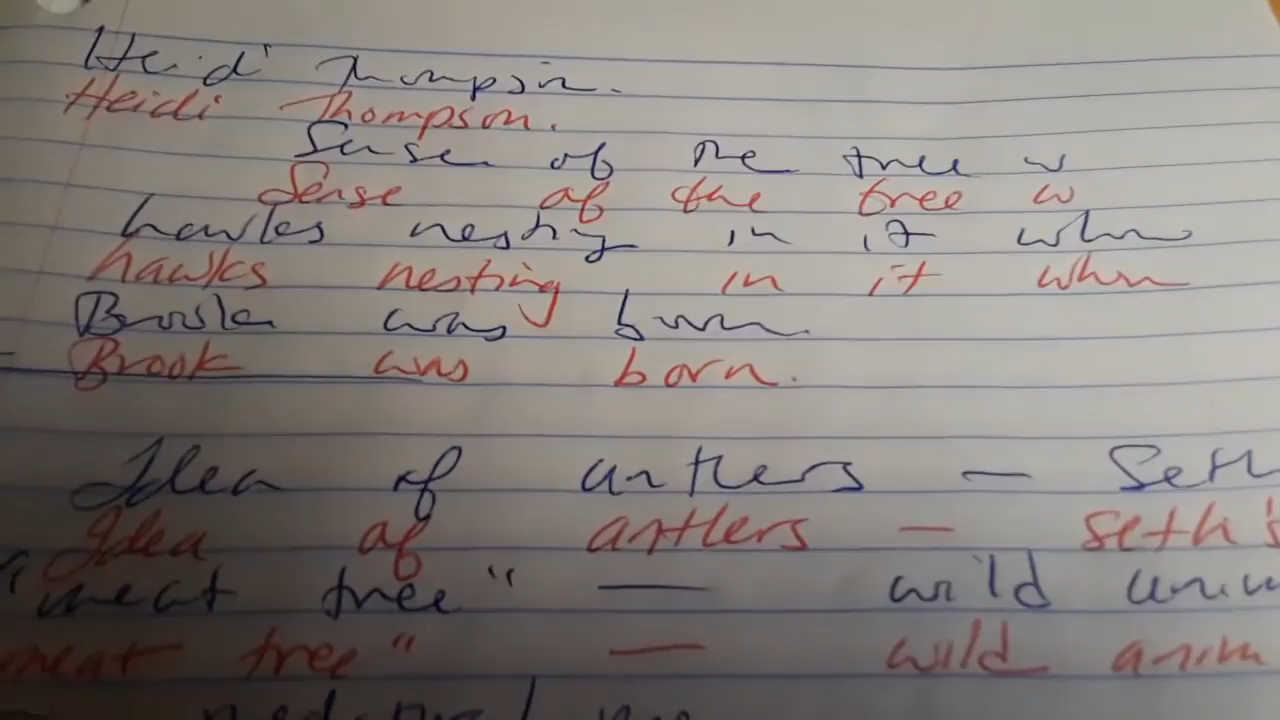 Heidi Thompson.
Heidi Thompson.
Sense of the tree w
Sense of the tree w
hawks nesting in it when
hawks nesting in it when
Brook was born.
Brook was born.
Idea of antlers — Seth
Idea of antlers — Seth's
"meat tree" — wild anim
meat tree" — wild anim